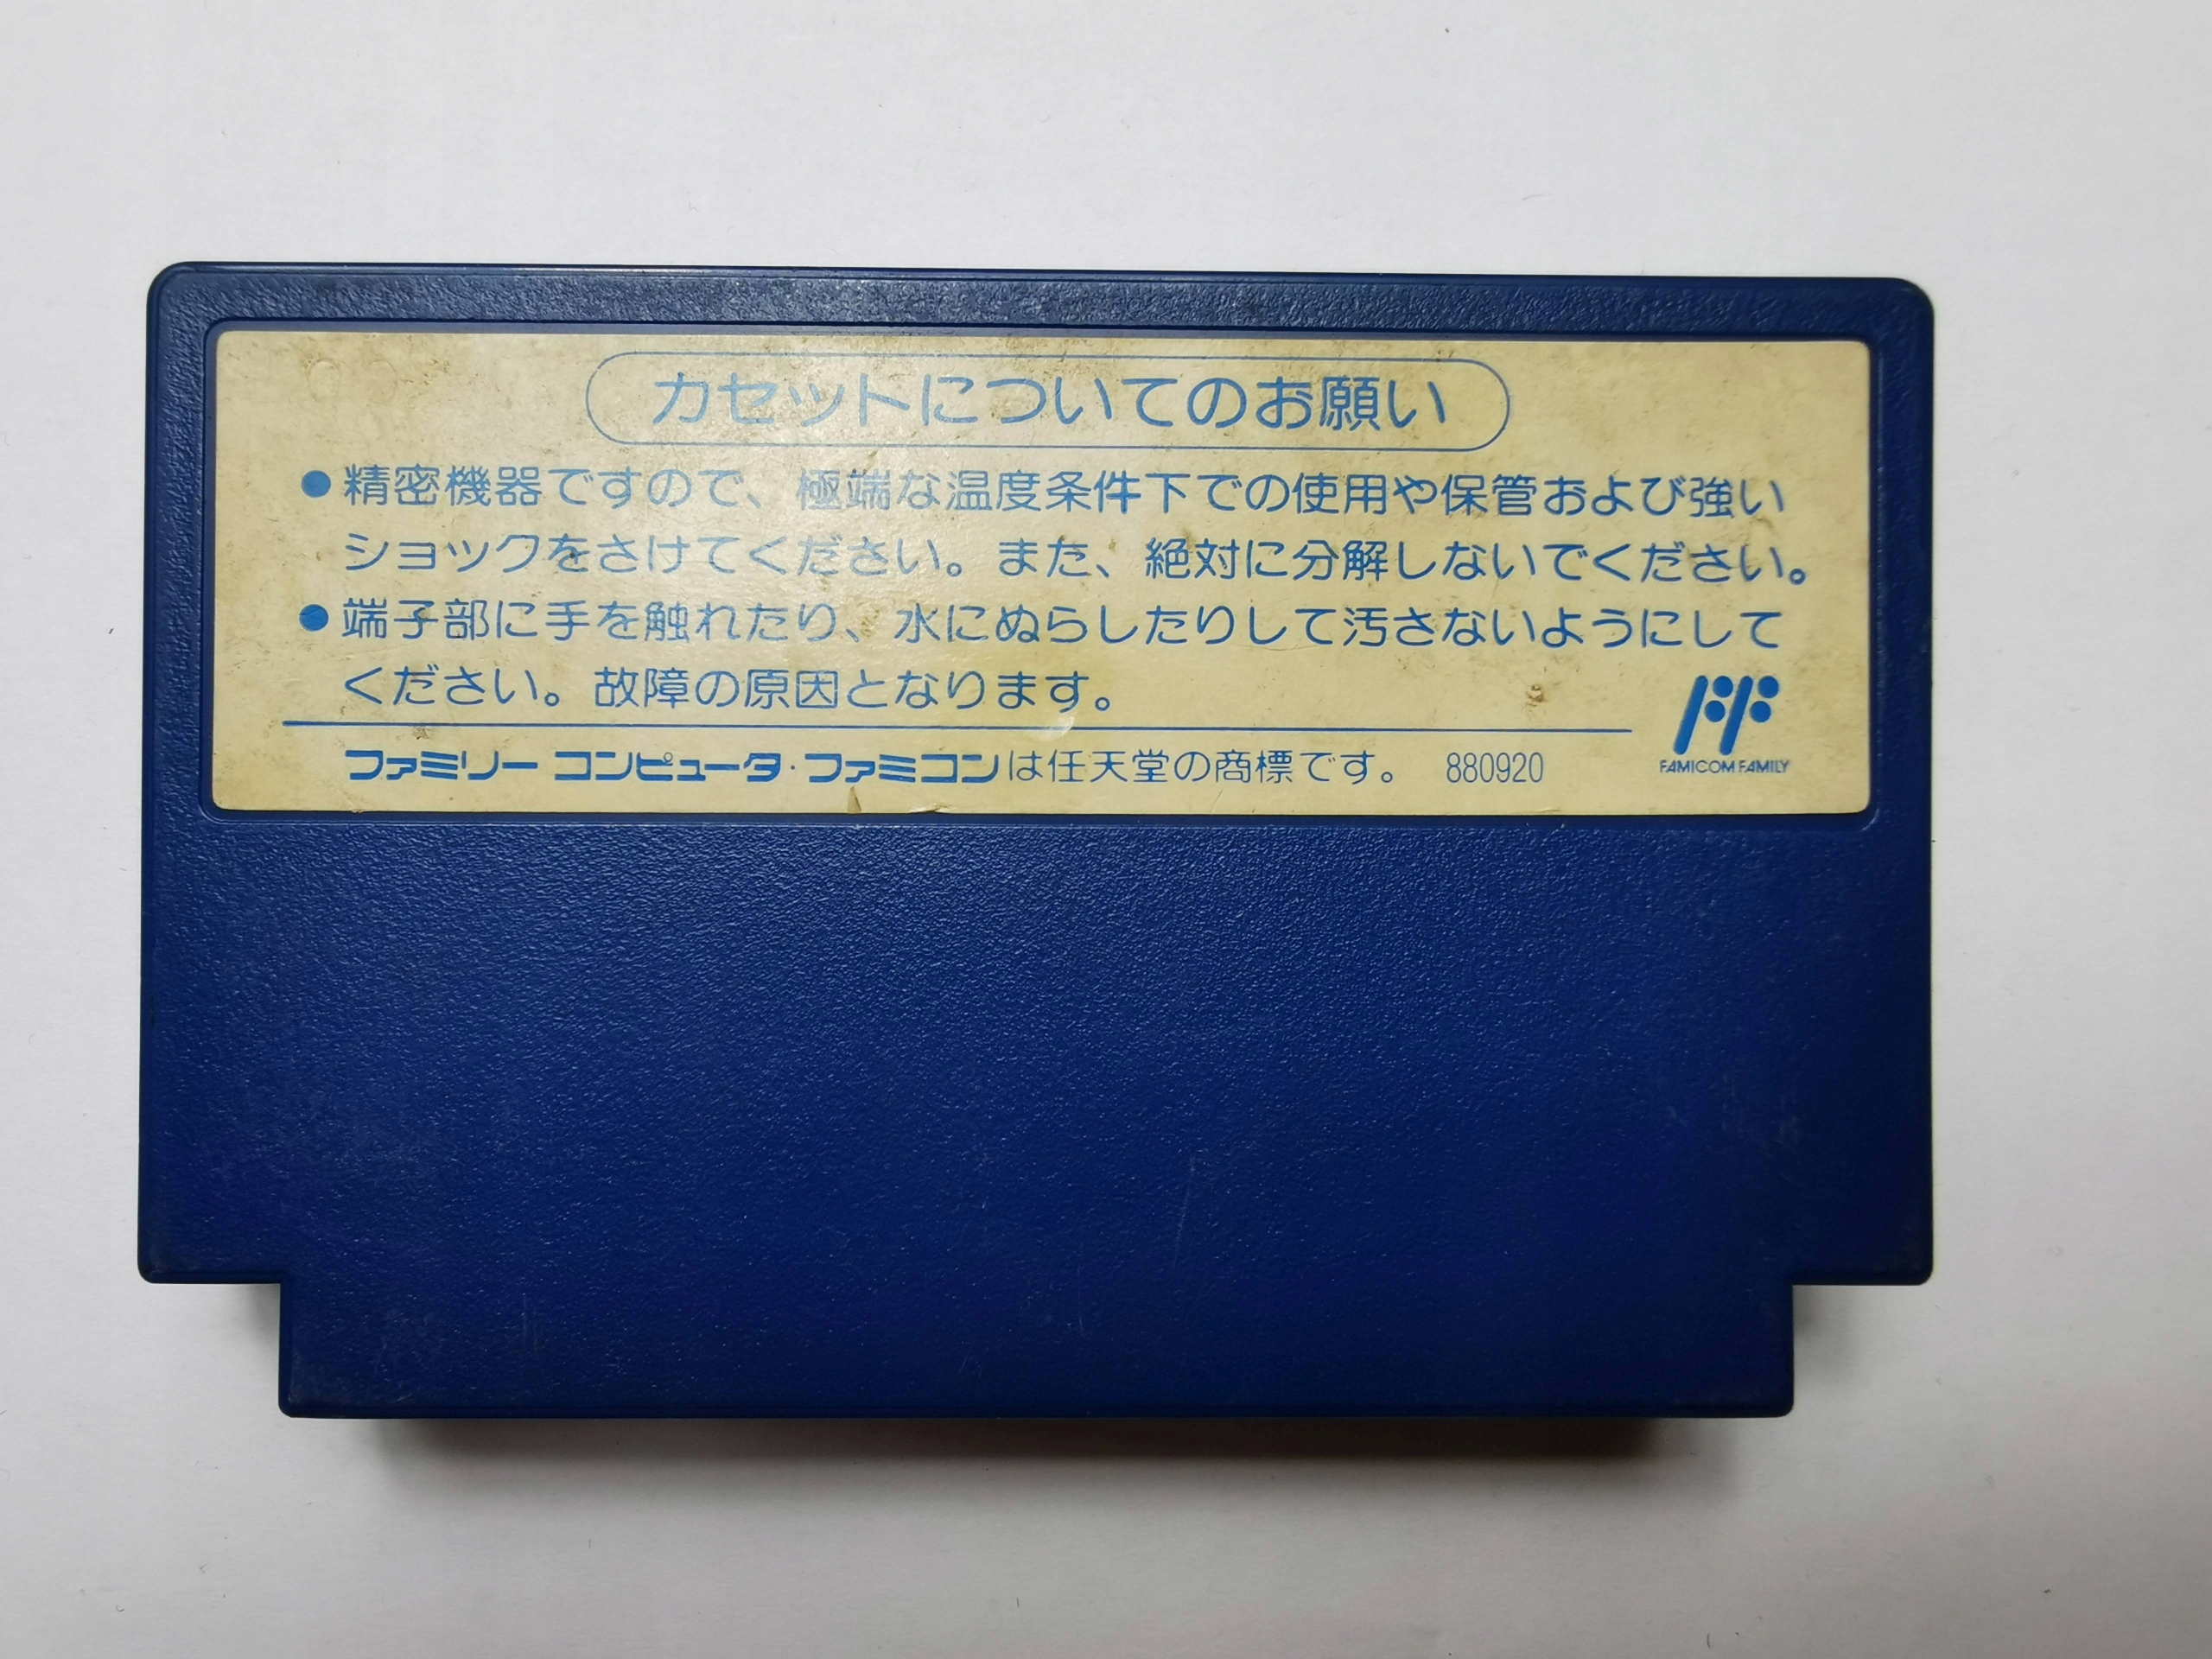 カセットについてのお願い
●精密機器ですので、極端な温度条件下での使用や保管および強い
ショックをさけてください。また、絶対に分解しないでください。
●端子部に手を触れたり、水にぬらしたりして汚さないようにして
ください。故障の原因となります。
ファミリー コンピュータ・ファミコンは任天堂の商標です。 880920
FAMICOM FAMILY